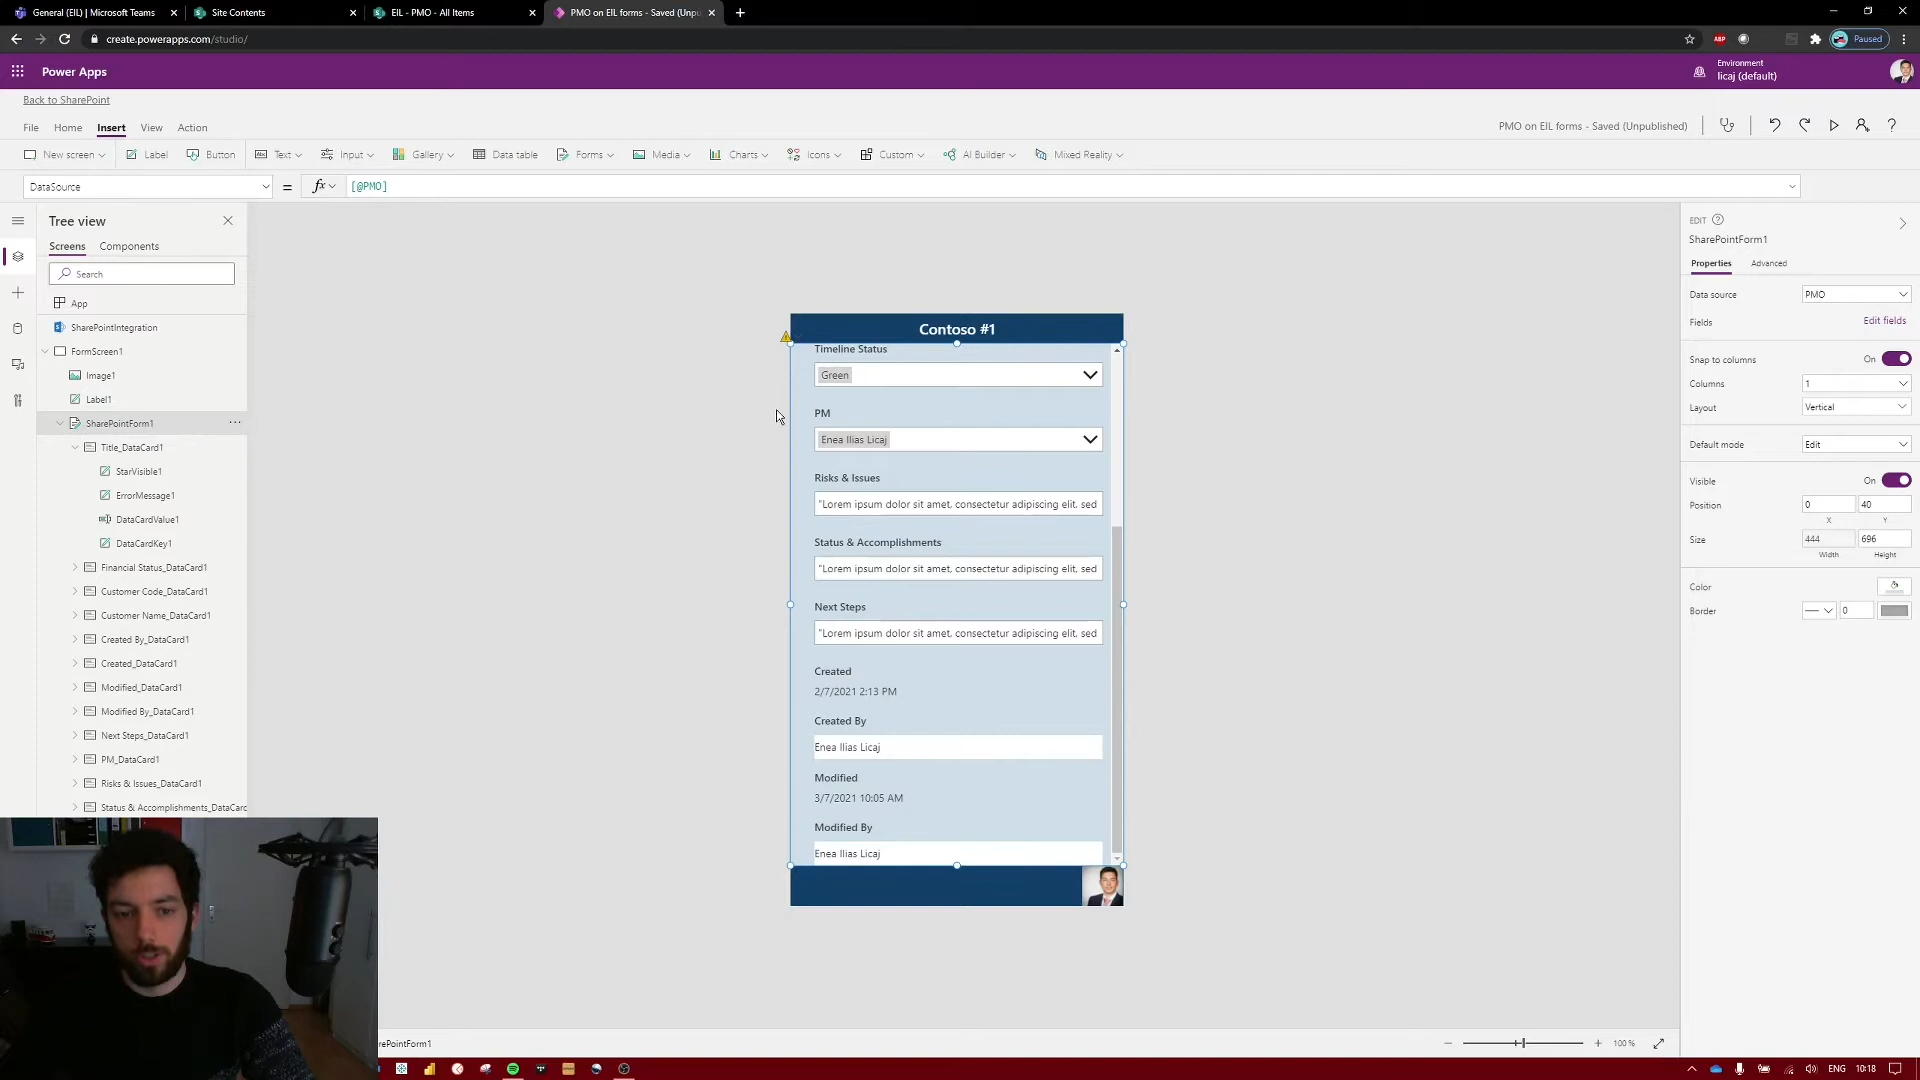 General (EIL) | Microsoft Teams
Site Contents
EIL - PMO - All Items
PMO on EIL forms - Saved (Unpu
create.powerapps.com/studio/
ABP
Paused
Power Apps
Environment
licaj (default)
Back to SharePoint
File
Home
Insert
View
Action
PMO on EIL forms - Saved (Unpublished)
New screen
Label
Button
Text
Input
Gallery
Data table
Forms
Media
Charts
Icons
Custom
AI Builder
Mixed Reality
DataSource
=
fx
[@PMO]
Tree view
Screens
Components
Search
App
SharePointIntegration
FormScreen1
Image1
Label1
SharePointForm1
Title_DataCard1
StarVisible1
ErrorMessage1
DataCardValue1
DataCardKey1
Financial Status_DataCard1
Customer Code_DataCard1
Customer Name_DataCard1
Created By_DataCard1
Created_DataCard1
Modified_DataCard1
Modified By_DataCard1
Next Steps_DataCard1
PM_DataCard1
Risks & Issues_DataCard1
Status & Accomplishments_DataCard
Contoso #1
Timeline Status
Green
PM
Enea Ilias Licaj
Risks & Issues
"Lorem ipsum dolor sit amet, consectetur adipiscing elit, sed
Status & Accomplishments
"Lorem ipsum dolor sit amet, consectetur adipiscing elit, sed
Next Steps
"Lorem ipsum dolor sit amet, consectetur adipiscing elit, sed
Created
2/7/2021 2:13 PM
Created By
Enea Ilias Licaj
Modified
3/7/2021 10:05 AM
Modified By
Enea Ilias Licaj
EDIT
SharePointForm1
Properties
Advanced
Data source
PMO
Fields
Edit fields
Snap to columns
On
Columns
1
Layout
Vertical
Default mode
Edit
Visible
On
Position
0
40
X
Y
Size
444
696
Width
Height
Color
Border
0
rePointForm1
100 %
ENG
10:18